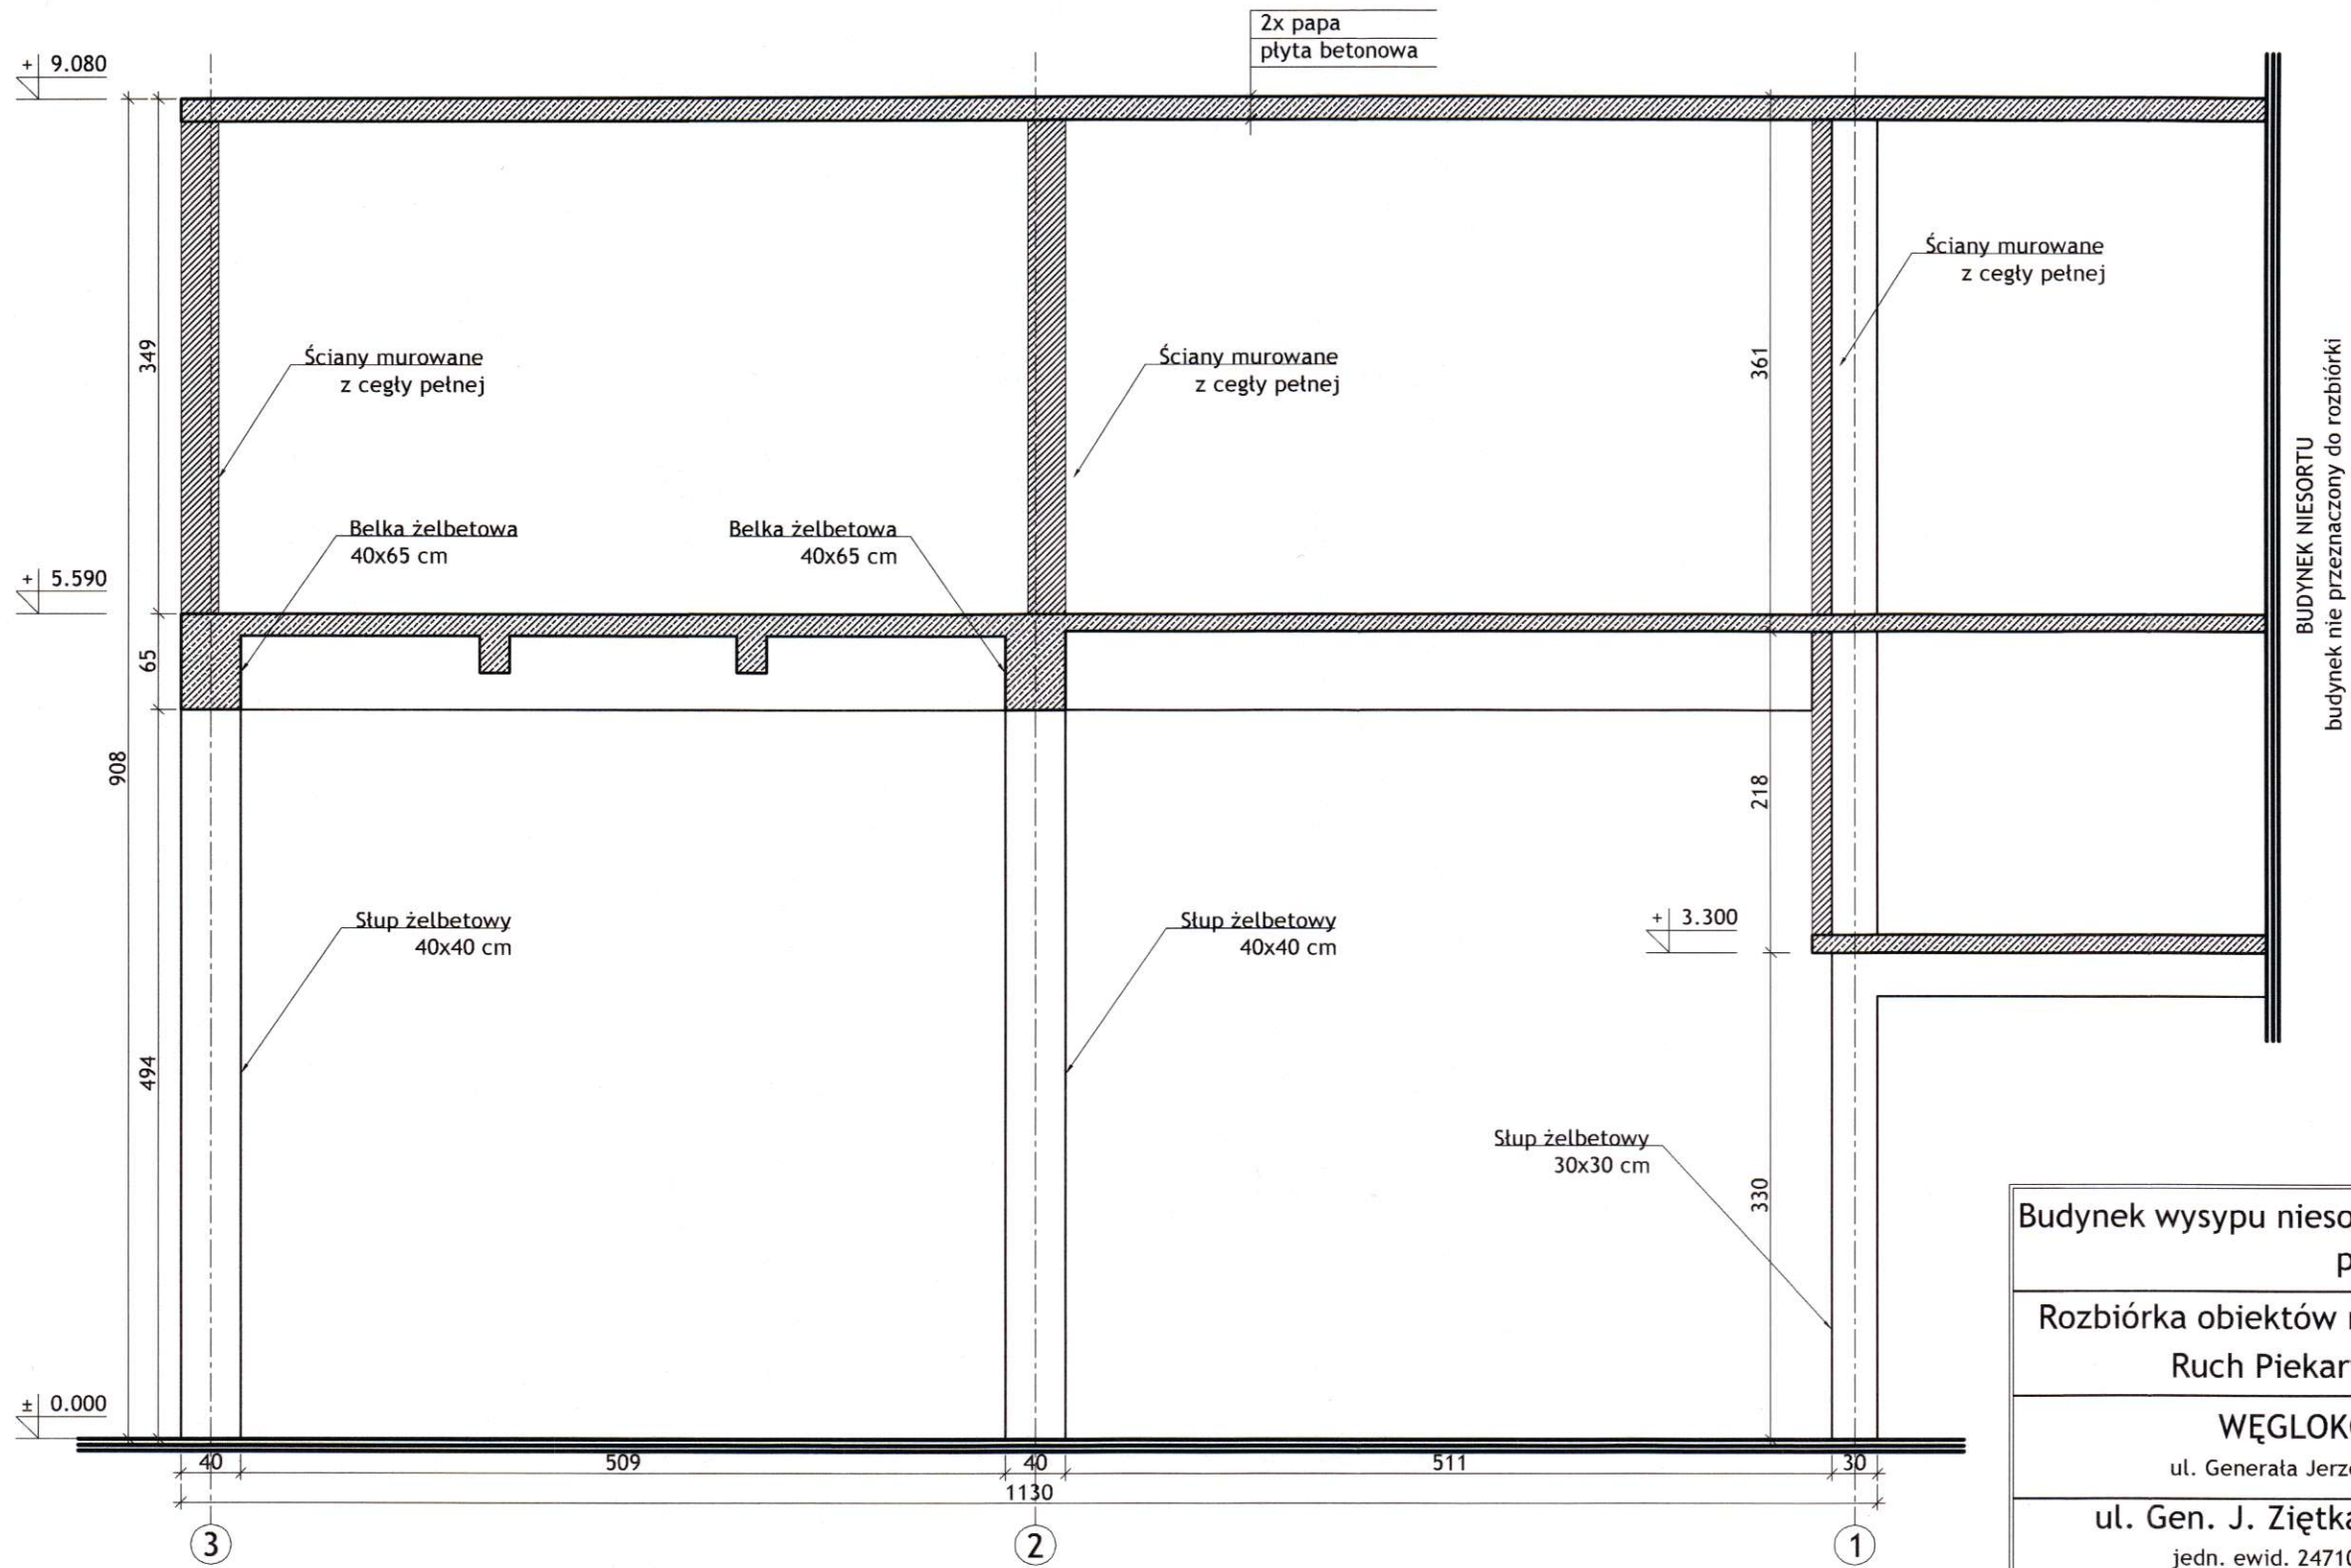 2x papa
płyta betonowa
+ 9.080
Ściany murowane
z cegły pełnej
Ściany murowane
z cegły pełnej
Ściany murowane
z cegły pełnej
349
361
BUDYNEK NIESORTU
budynek nie przeznaczony do rozbiórki
Belka żelbetowa
40x65 cm
Belka żelbetowa
40x65 cm
+ 5.590
65
908
218
Słup żelbetowy
40x40 cm
Słup żelbetowy
40x40 cm
+ 3.300
494
Słup żelbetowy
30x30 cm
330
± 0.000
40 509 40 511 30
1130
3 2 1
Budynek wysypu nieso
p
Rozbiórka obiektów
Ruch Piekar
WĘGLOK
ul. Generała Jerz
ul. Gen. J. Ziętk
jedn. ewid. 2471